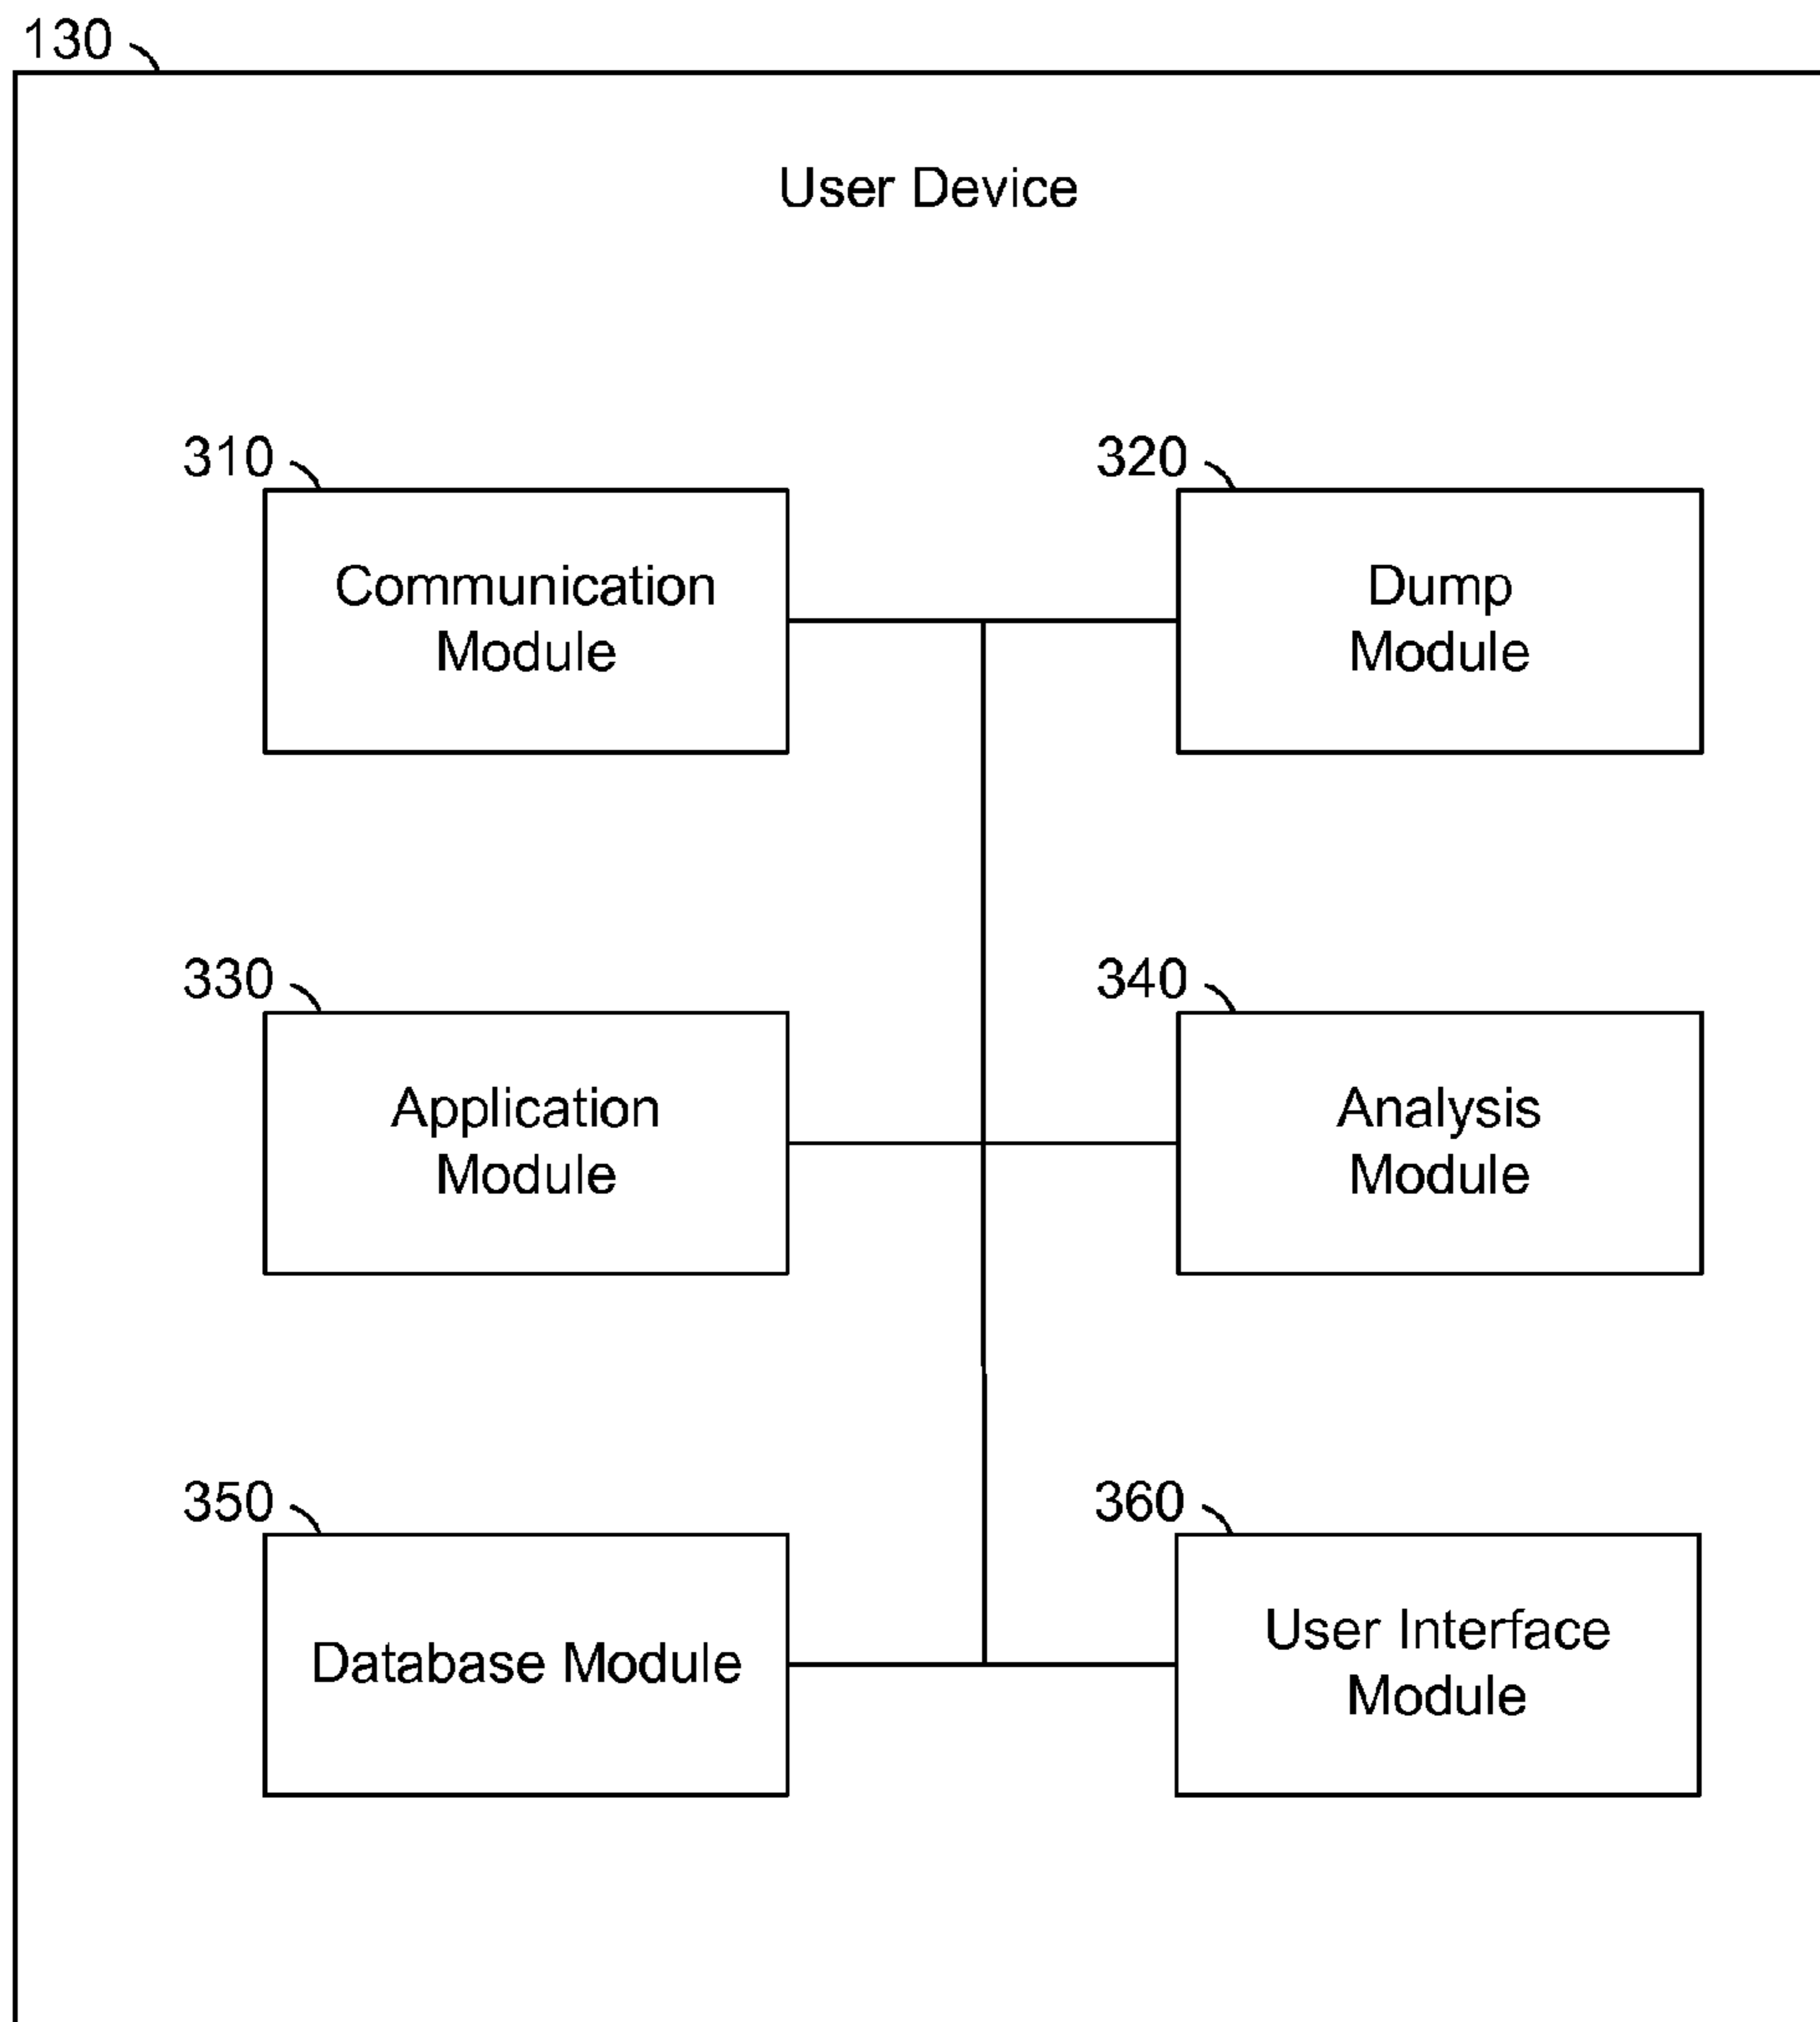 130
User Device
310
Communication
Module
320
Dump
Module
330
Application
Module
340
Analysis
Module
350
Database Module
360
User Interface
Module